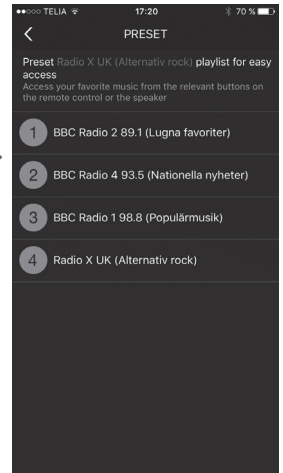 ●●○○○ TELIA 17:20 70 %
PRESET
Preset Radio X UK (Alternativ rock) playlist for easy
access
Access your favorite music from the relevant buttons on
the remote control or the speaker
1 BBC Radio 2 89.1 (Lugna favoriter)
2 BBC Radio 4 93.5 (Nationella nyheter)
3 BBC Radio 1 98.8 (Populärmusik)
4 Radio X UK (Alternativ rock)